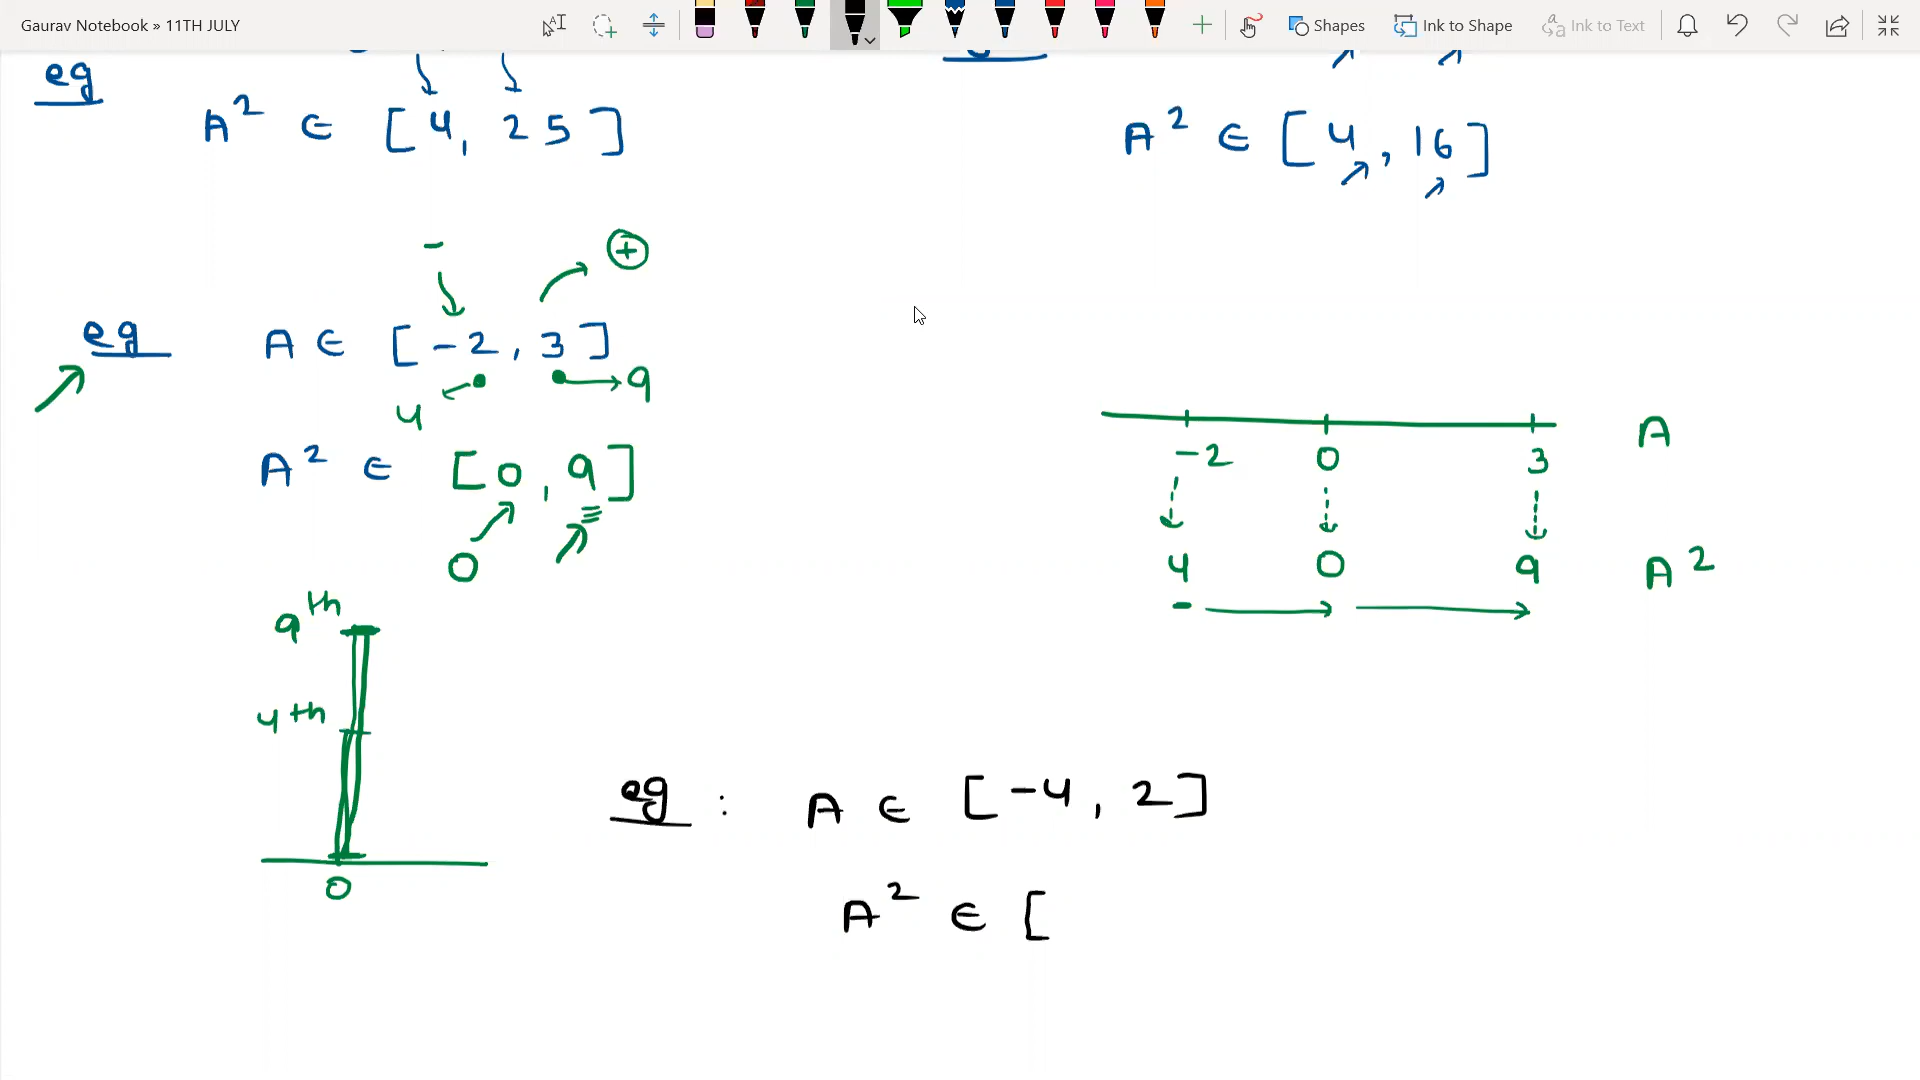 Gaurav Notebook » 11TH JULY
Shapes
Ink to Shape
Ink to Text
eg
A² ∈ [4, 25]
A² ∈ [4, 16]
- +
eg A ∈ [-2, 3]
4 9
A² ∈ [0, 9]
0
-2 0 3 A
4 0 9 A²
9th
4th
0
eg : A ∈ [-4, 2]
A² ∈ [